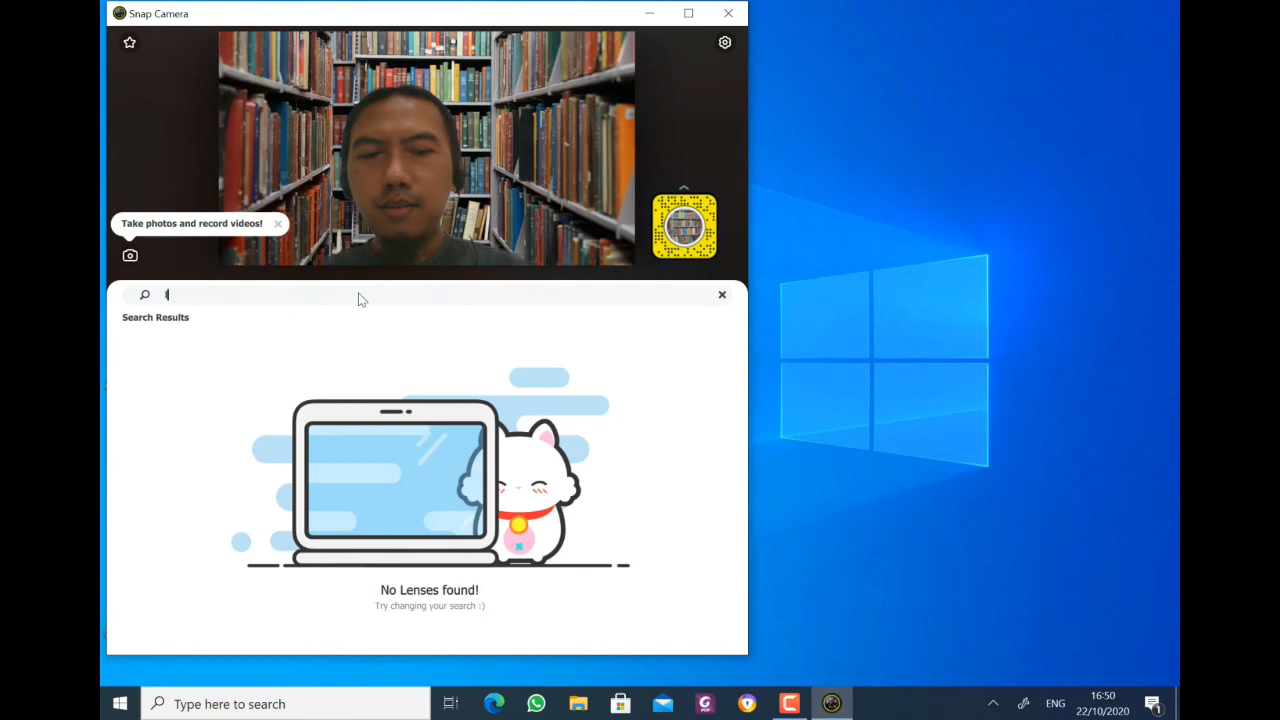 Snap Camera
Take photos and record videos!
Search Results
No Lenses found!
Try changing your search :)
Type here to search
ENG
16:50
22/10/2020
1